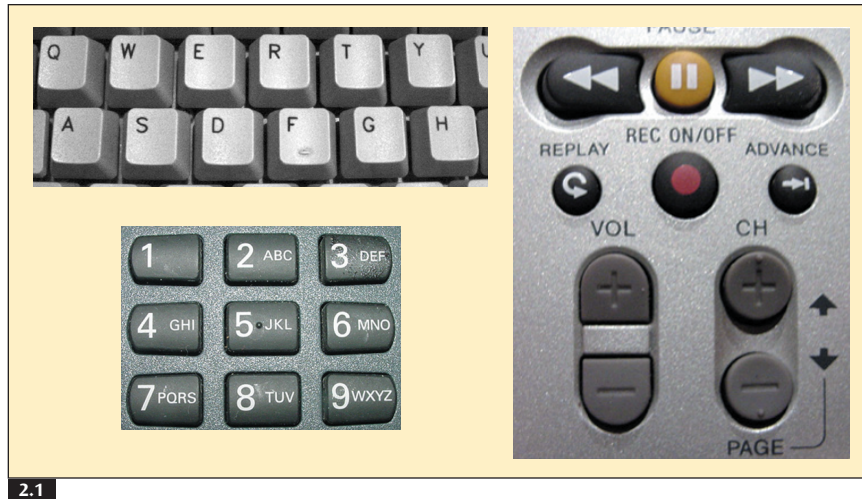 Q W E R T Y U
A S D F G H
1 2 ABC 3 DEF
4 GHI 5 JKL 6 MNO
7 PQRS 8 TUV 9 WXYZ
PAUSE
REC ON/OFF
REPLAY ADVANCE
VOL CH
+ +
− −
PAGE
2.1